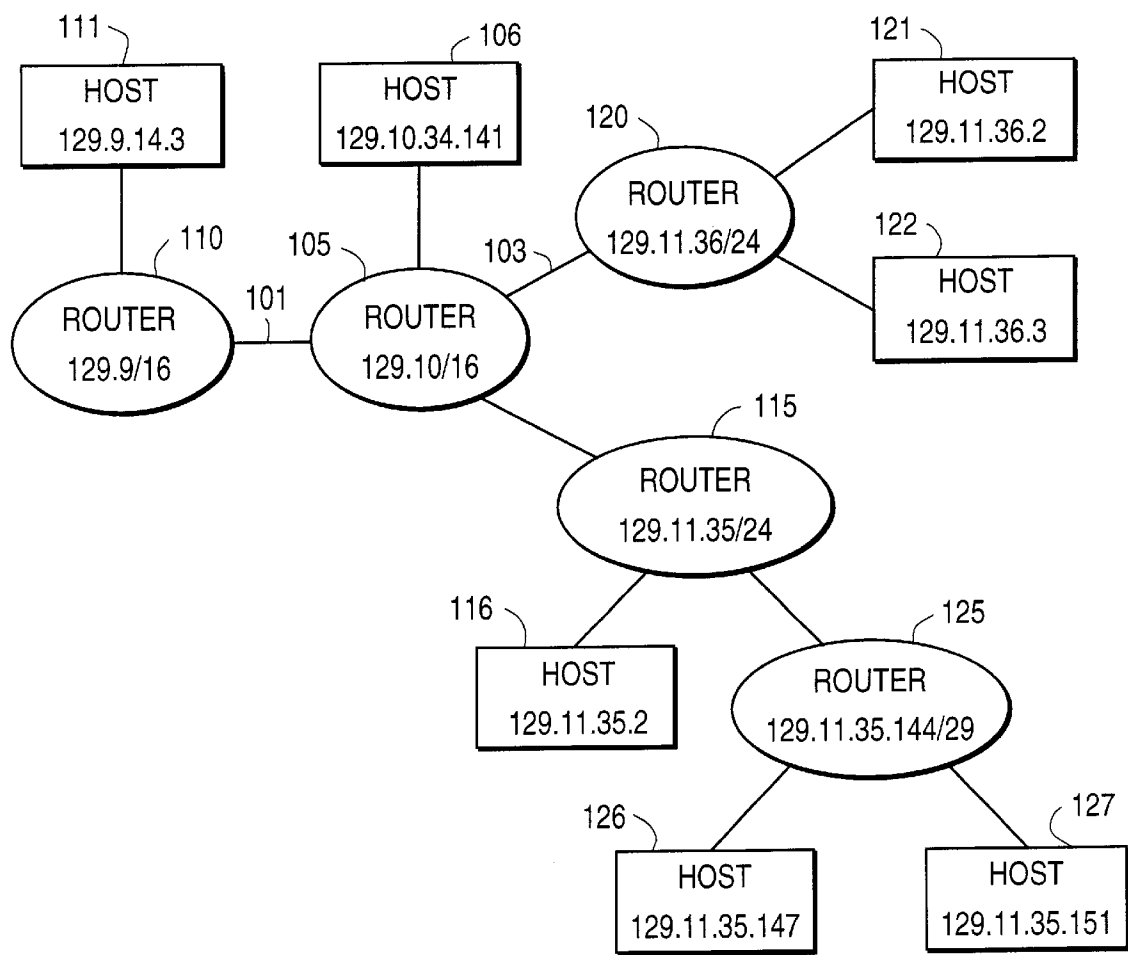 111
HOST
129.9.14.3
106
HOST
129.10.34.141
121
HOST
129.11.36.2
120
ROUTER
129.11.36/24
122
HOST
129.11.36.3
110
ROUTER
129.9/16
101
105
ROUTER
129.10/16
103
115
ROUTER
129.11.35/24
116
HOST
129.11.35.2
125
ROUTER
129.11.35.144/29
126
HOST
129.11.35.147
127
HOST
129.11.35.151